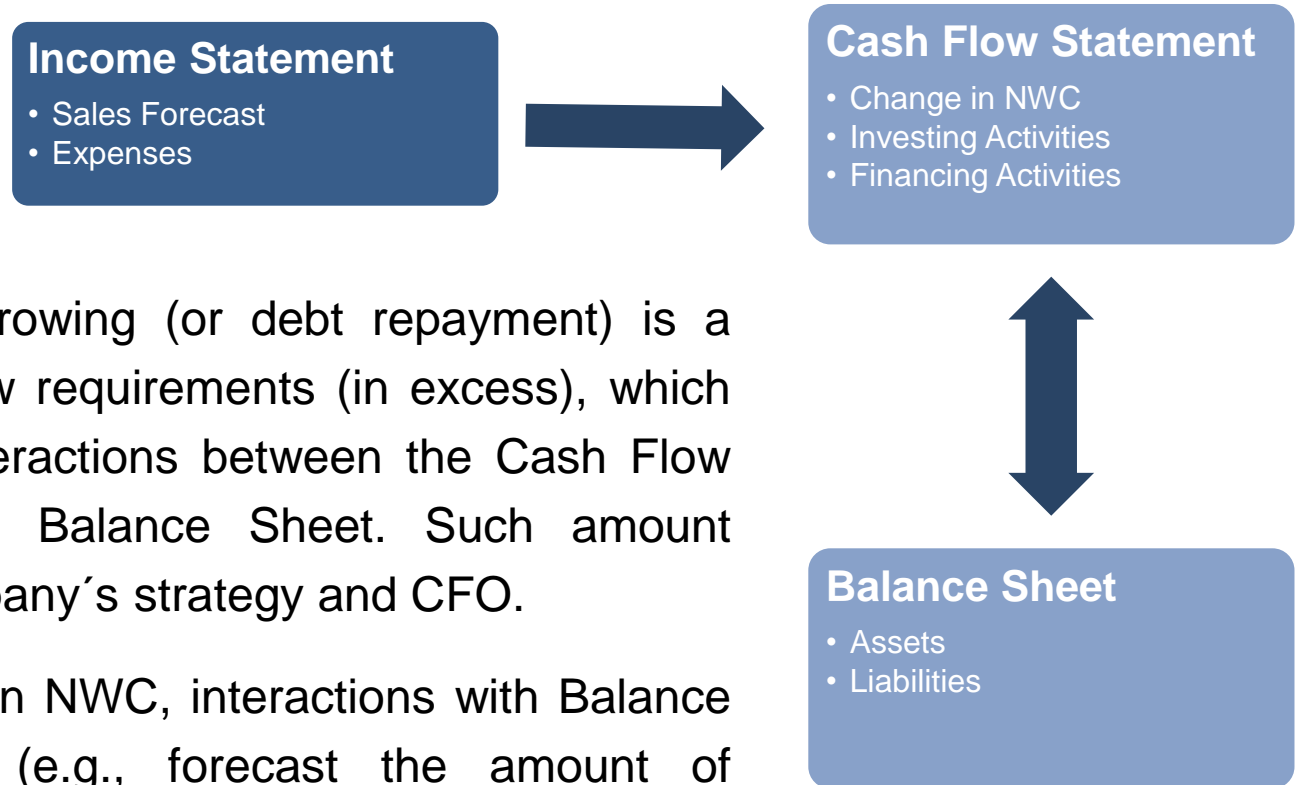 Income Statement
• Sales Forecast
• Expenses
Cash Flow Statement
• Change in NWC
• Investing Activities
• Financing Activities
rowing (or debt repayment) is a
w requirements (in excess), which
eractions between the Cash Flow
Balance Sheet. Such amount
pany´s strategy and CFO.
n NWC, interactions with Balance
(e.g., forecast the amount of
Balance Sheet
• Assets
• Liabilities